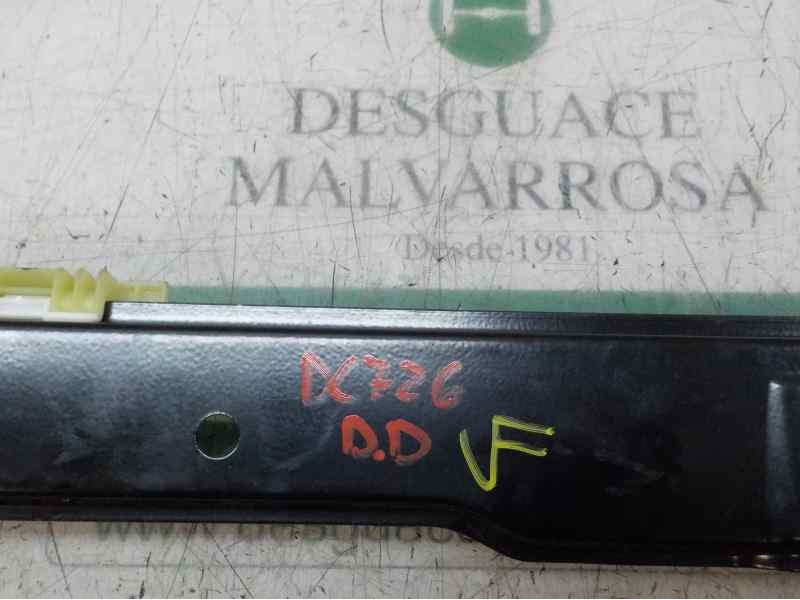 DESGUACE
MALVARROSA
Desde 1981
DC726
D.D
VF